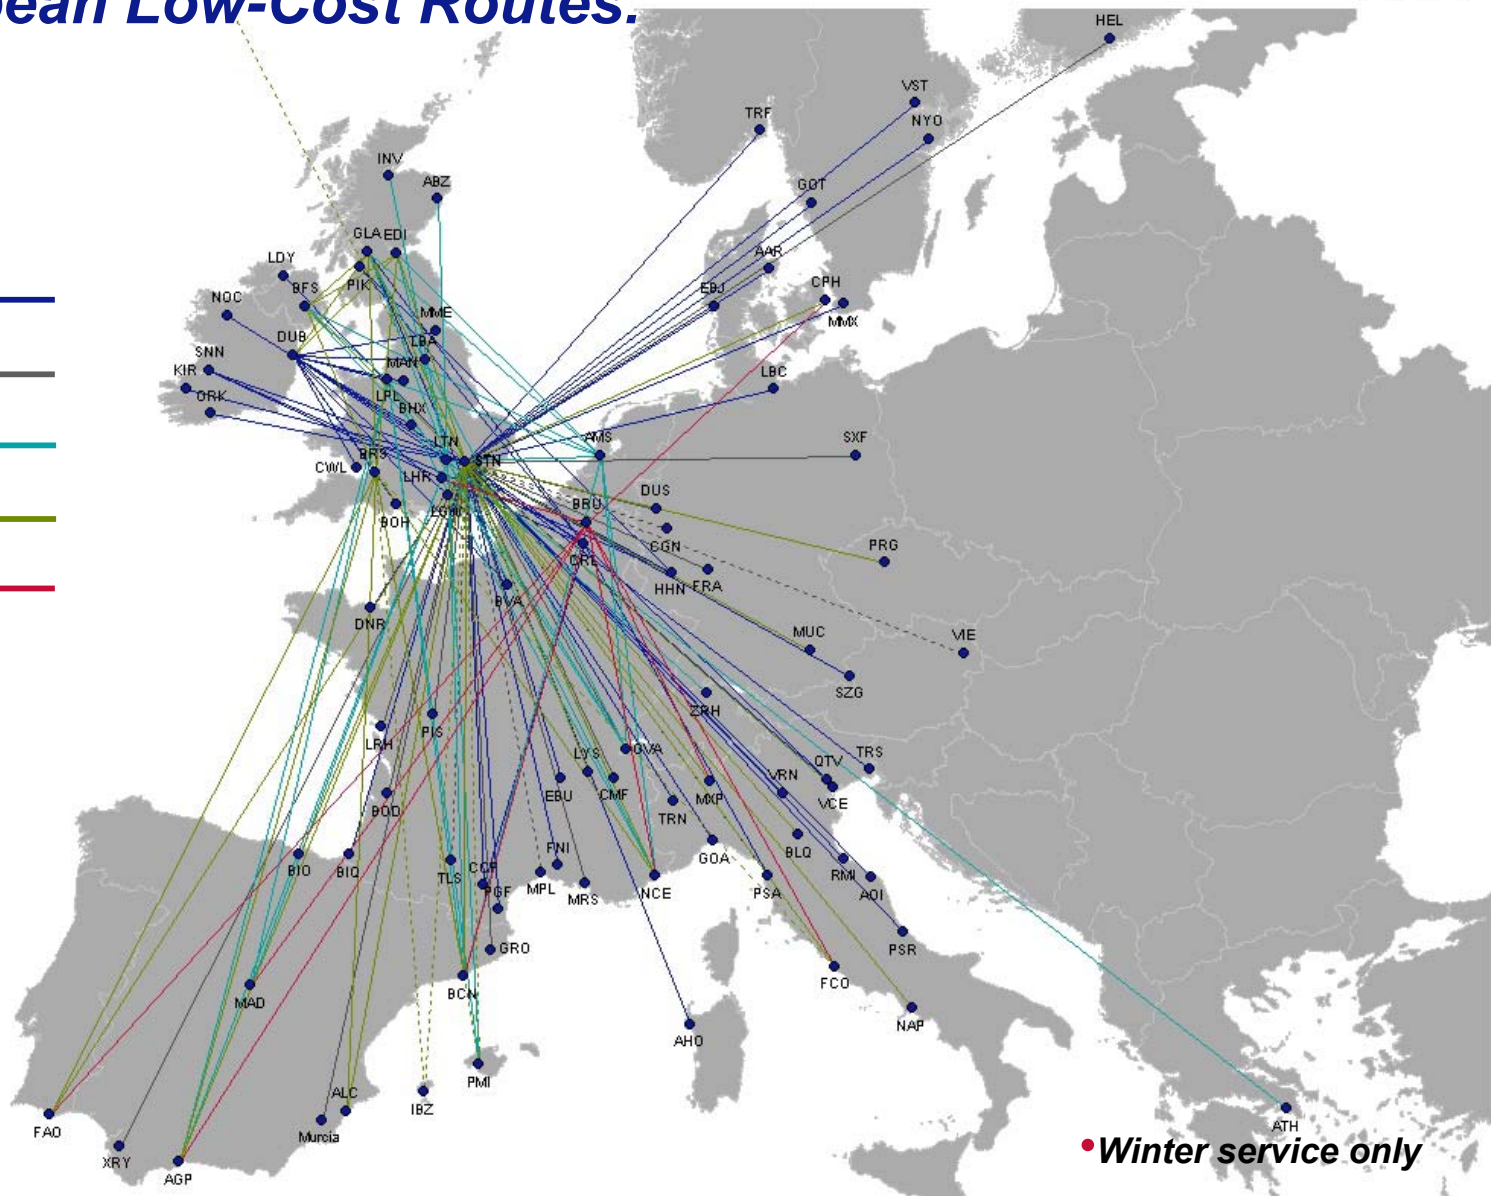 pean Low-Cost Routes.
HEL
VST
TRF
NYO
INV
ABZ
GOT
GLA EDI
AAR
LDY
PIK
BFS
CPH
EBJ
NOC
MMX
MME
DUB
LBA
SNN
MAN
KIR
LBC
ORK
LPL
BHX
LTN
AMS
SXF
BRS
STN
CWL
LHR
DUS
BRU
LGW
BOH
CGN
PRG
CRL
HHN FRA
BVA
DNR
MUC
VIE
SZG
ZRH
PIS
LRH
LYS
GVA
TRS
QTV
VRN
EBU
CMF
MXP
VCE
BOD
TRN
FNI
GOA
BLQ
BIO
BIQ
TLS
CCF
RMI
PGF
MPL
MRS
NCE
PSA
AOI
GRO
PSR
FCO
BCN
MAD
NAP
AHO
PMI
ALC
IBZ
FAO
Murcia
ATH
XRY
AGP
•Winter service only